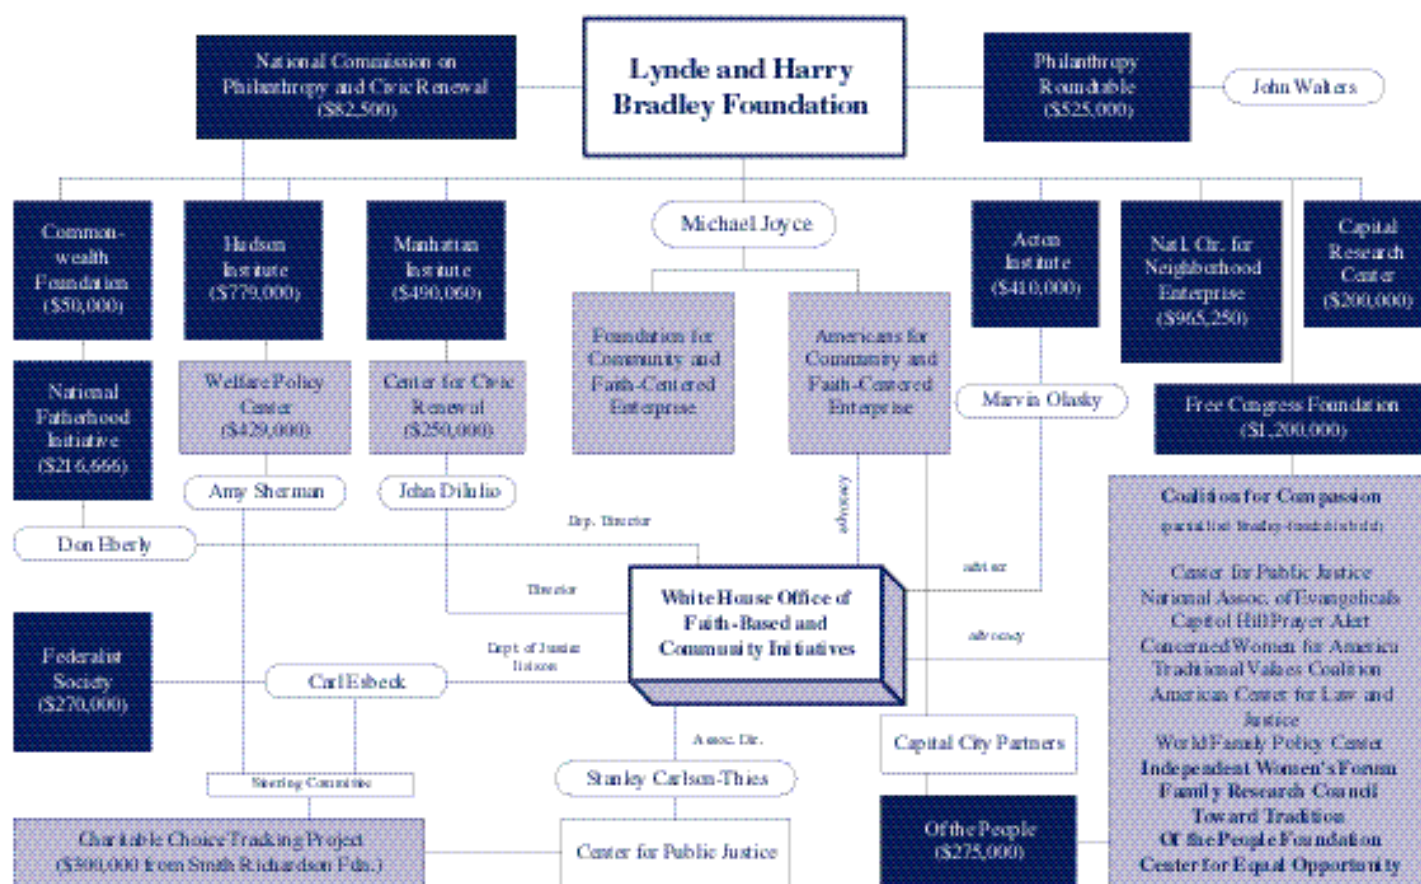 National Commission on
Philanthropy and Civic Renewal
($82,500)
Lynde and Harry
Bradley Foundation
Philanthropy
Roundtable
($525,000)
John Walters
Common-
wealth
Foundation
($50,000)
Hudson
Institute
($779,000)
Manhattan
Institute
($490,060)
Michael Joyce
Acton
Institute
($410,000)
Natl. Ctr. for
Neighborhood
Enterprise
($965,250)
Capital
Research
Center
($200,000)
National
Fatherhood
Initiative
($216,666)
Welfare Policy
Center
($429,000)
Center for Civic
Renewal
($250,000)
Foundation for
Community and
Faith-Centered
Enterprise
Americans for
Community and
Faith-Centered
Enterprise
Marvin Olasky
Free Congress Foundation
($1,200,000)
Amy Sherman
John DiIulio
advocacy
Don Eberly
Dep. Director
Coalition for Compassion
Center for Public Justice
National Assoc. of Evangelicals
Capitol Hill Prayer Alert
Concerned Women for America
Traditional Values Coalition
American Center for Law and
Justice
World Family Policy Center
Independent Women's Forum
Family Research Council
Toward Tradition
Of the People Foundation
Center for Equal Opportunity
Director
White House Office of
Faith-Based and
Community Initiatives
advisor
advocacy
Federalist
Society
($270,000)
Carl Esbeck
Dept. of Justice
liaison
Assoc. Dir.
Capital City Partners
Steering Committee
Stanley Carlson-Thies
Charitable Choice Tracking Project
($300,000 from Smith Richardson Fdn.)
Center for Public Justice
Of the People
($275,000)